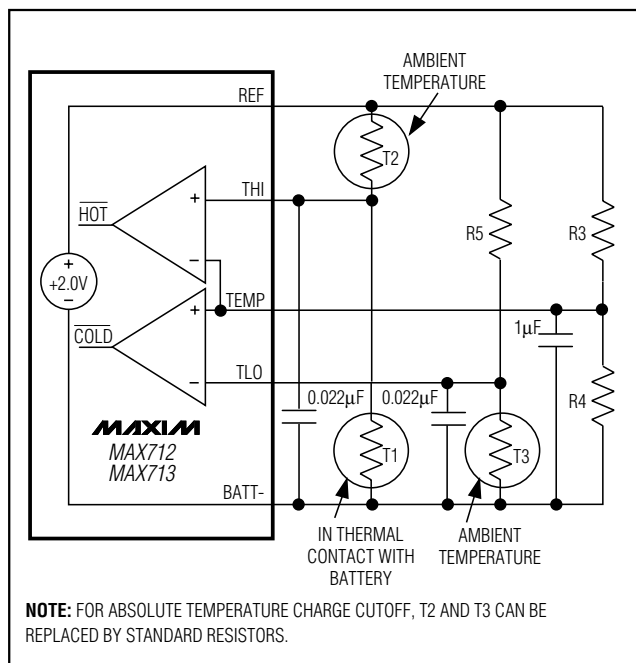 AMBIENT
TEMPERATURE
REF
T2
THI
HOT
R5
R3
+
−
+2.0V
+
−
TEMP
COLD
+
−
1µF
TLO
0.022µF
0.022µF
R4
MAXIM
MAX712
MAX713
T1
T3
BATT-
IN THERMAL
CONTACT WITH
BATTERY
AMBIENT
TEMPERATURE
NOTE: FOR ABSOLUTE TEMPERATURE CHARGE CUTOFF, T2 AND T3 CAN BE
REPLACED BY STANDARD RESISTORS.